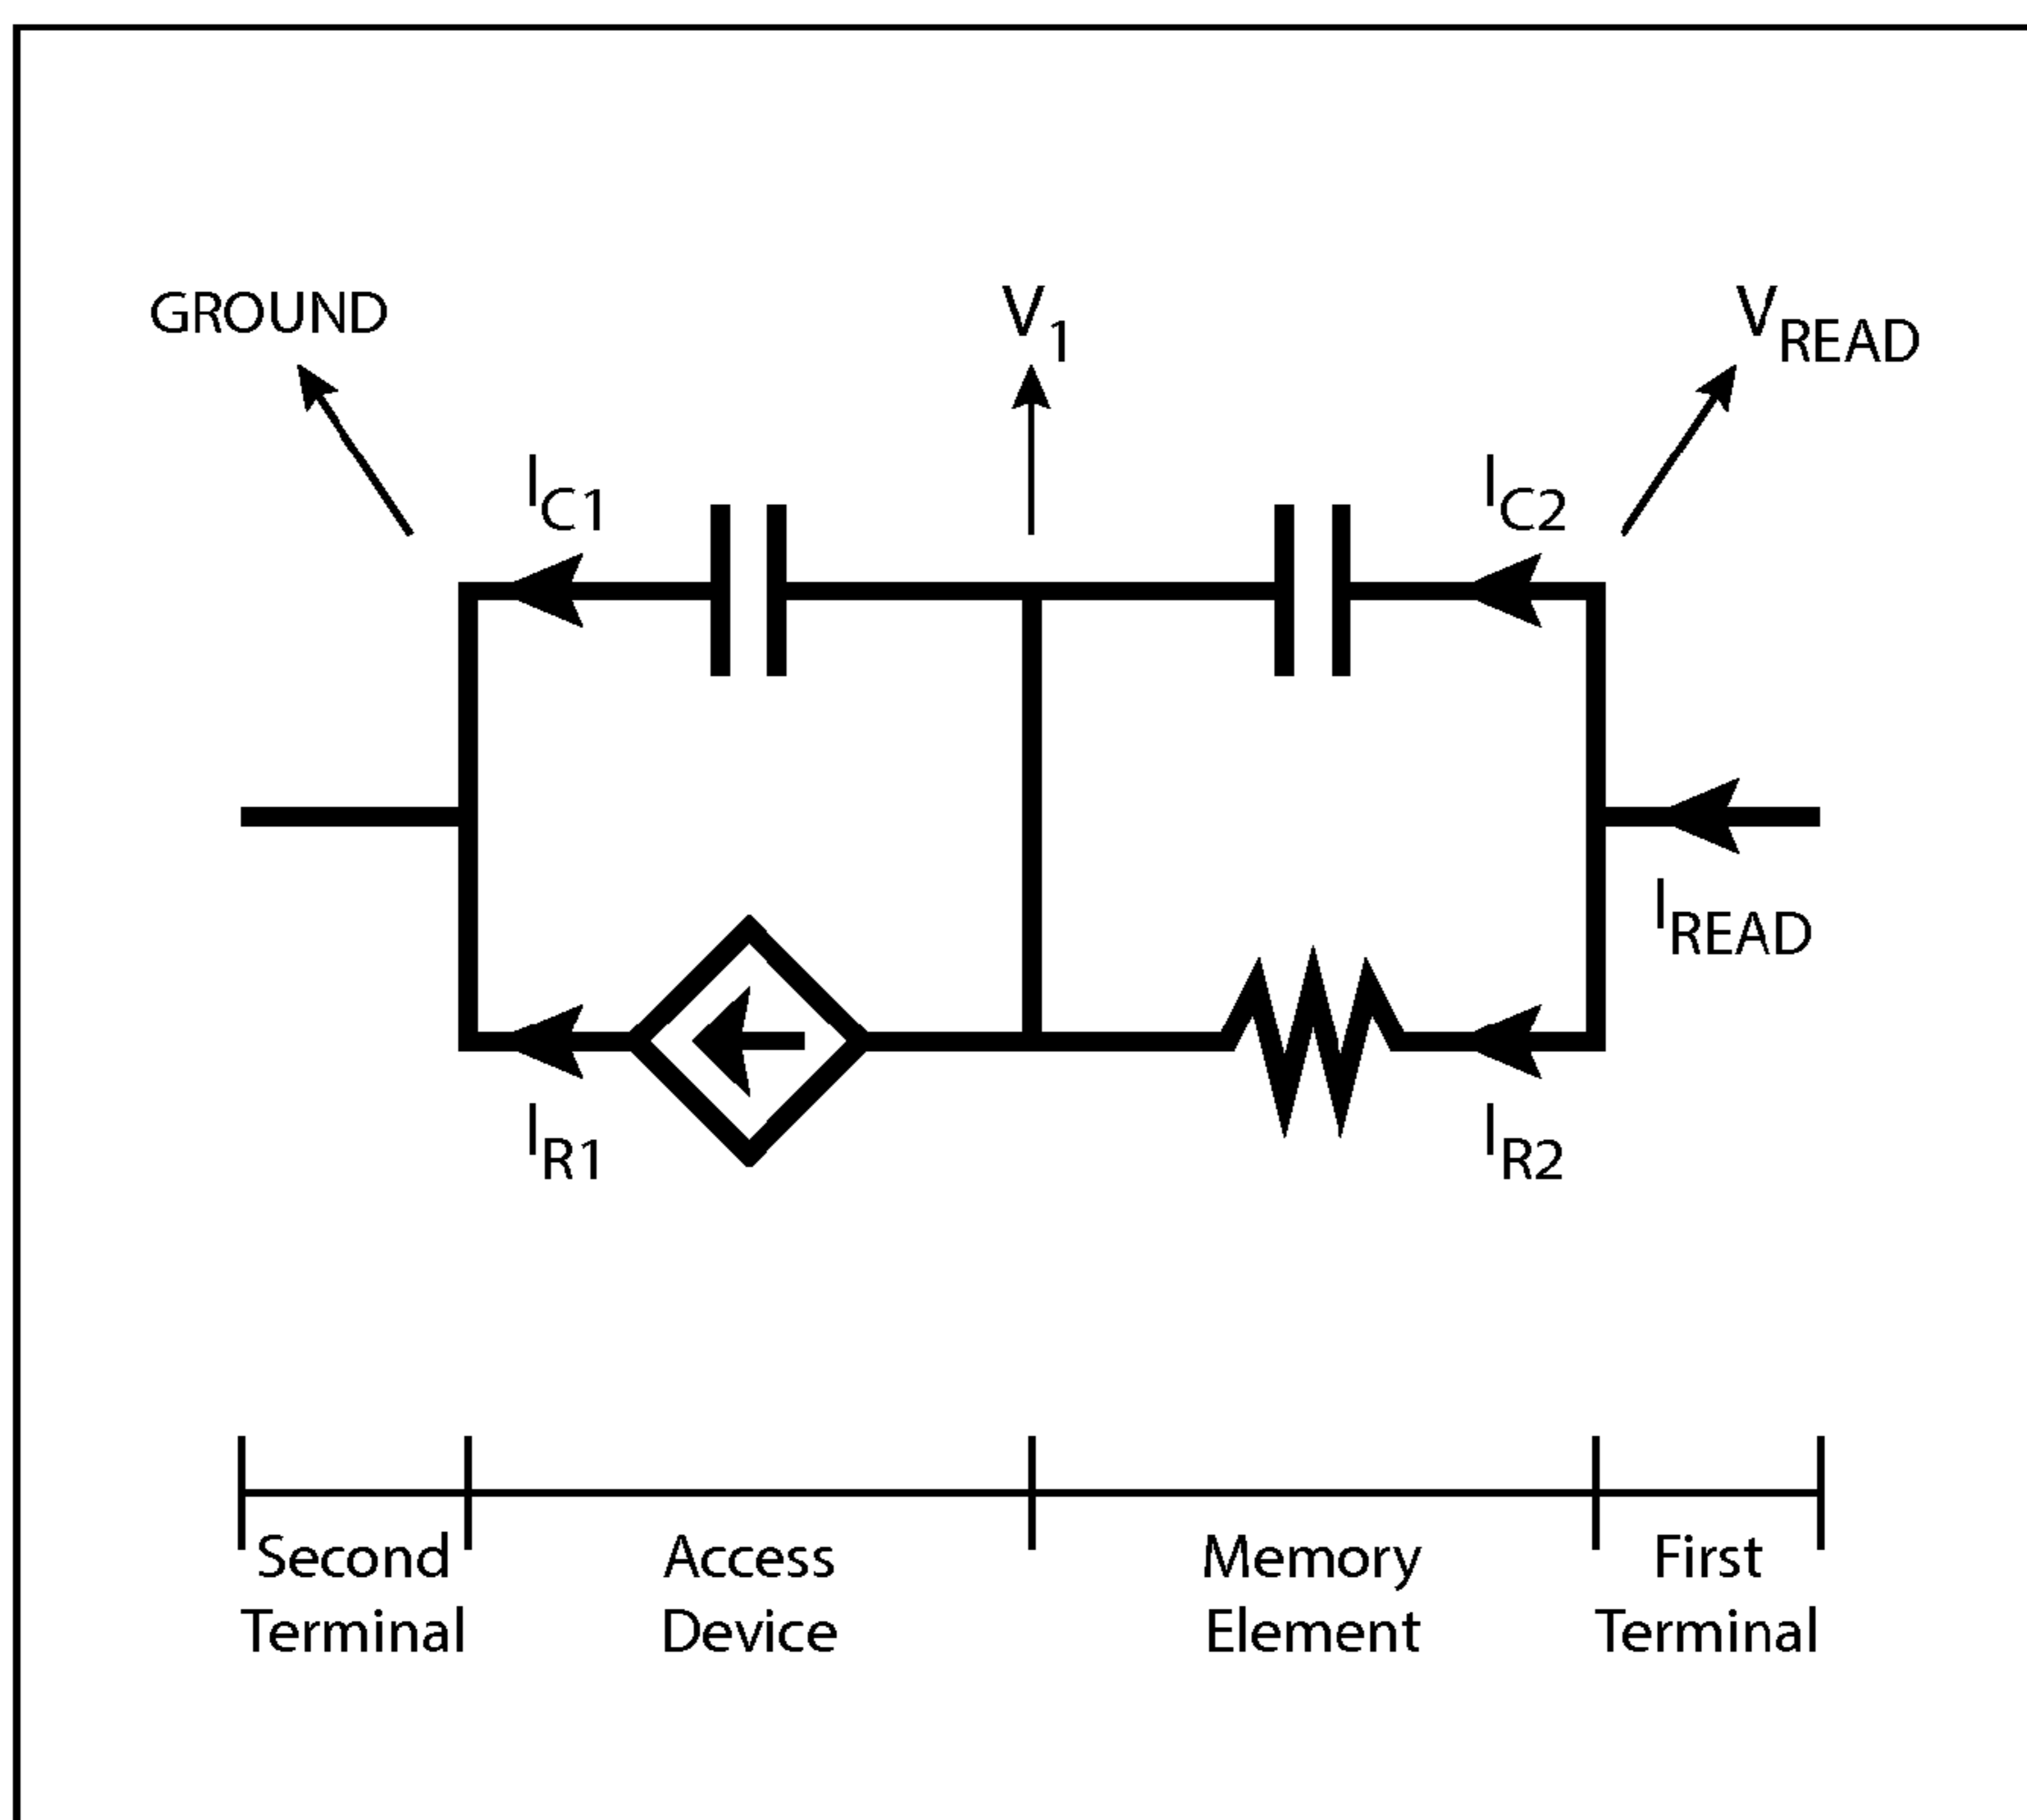 GROUND
V1
VREAD
IC1
IC2
IREAD
IR1
IR2
Second Terminal
Access Device
Memory Element
First Terminal